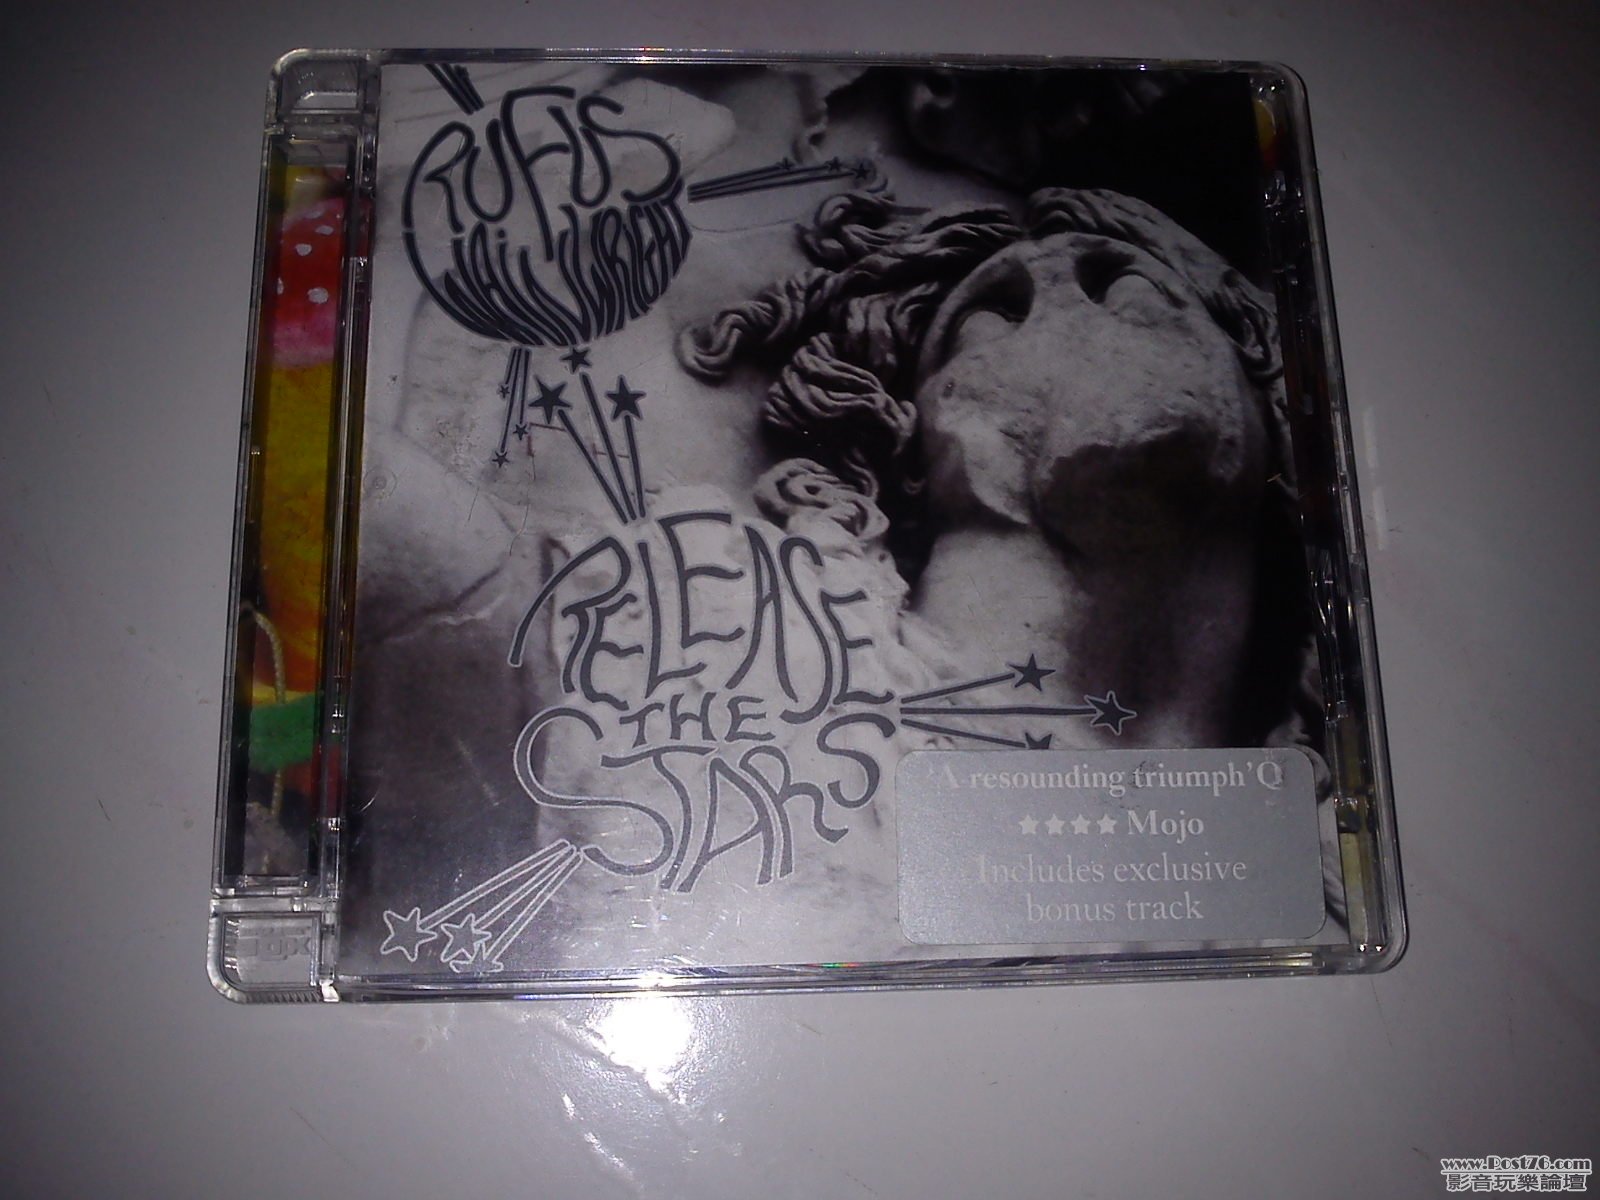 RUFUS
WAINWRIGHT
RELEASE
THE
STARS
'A resounding triumph' Q
★★★★ Mojo
Includes exclusive
bonus track
www.Post76.com
影音玩樂論壇